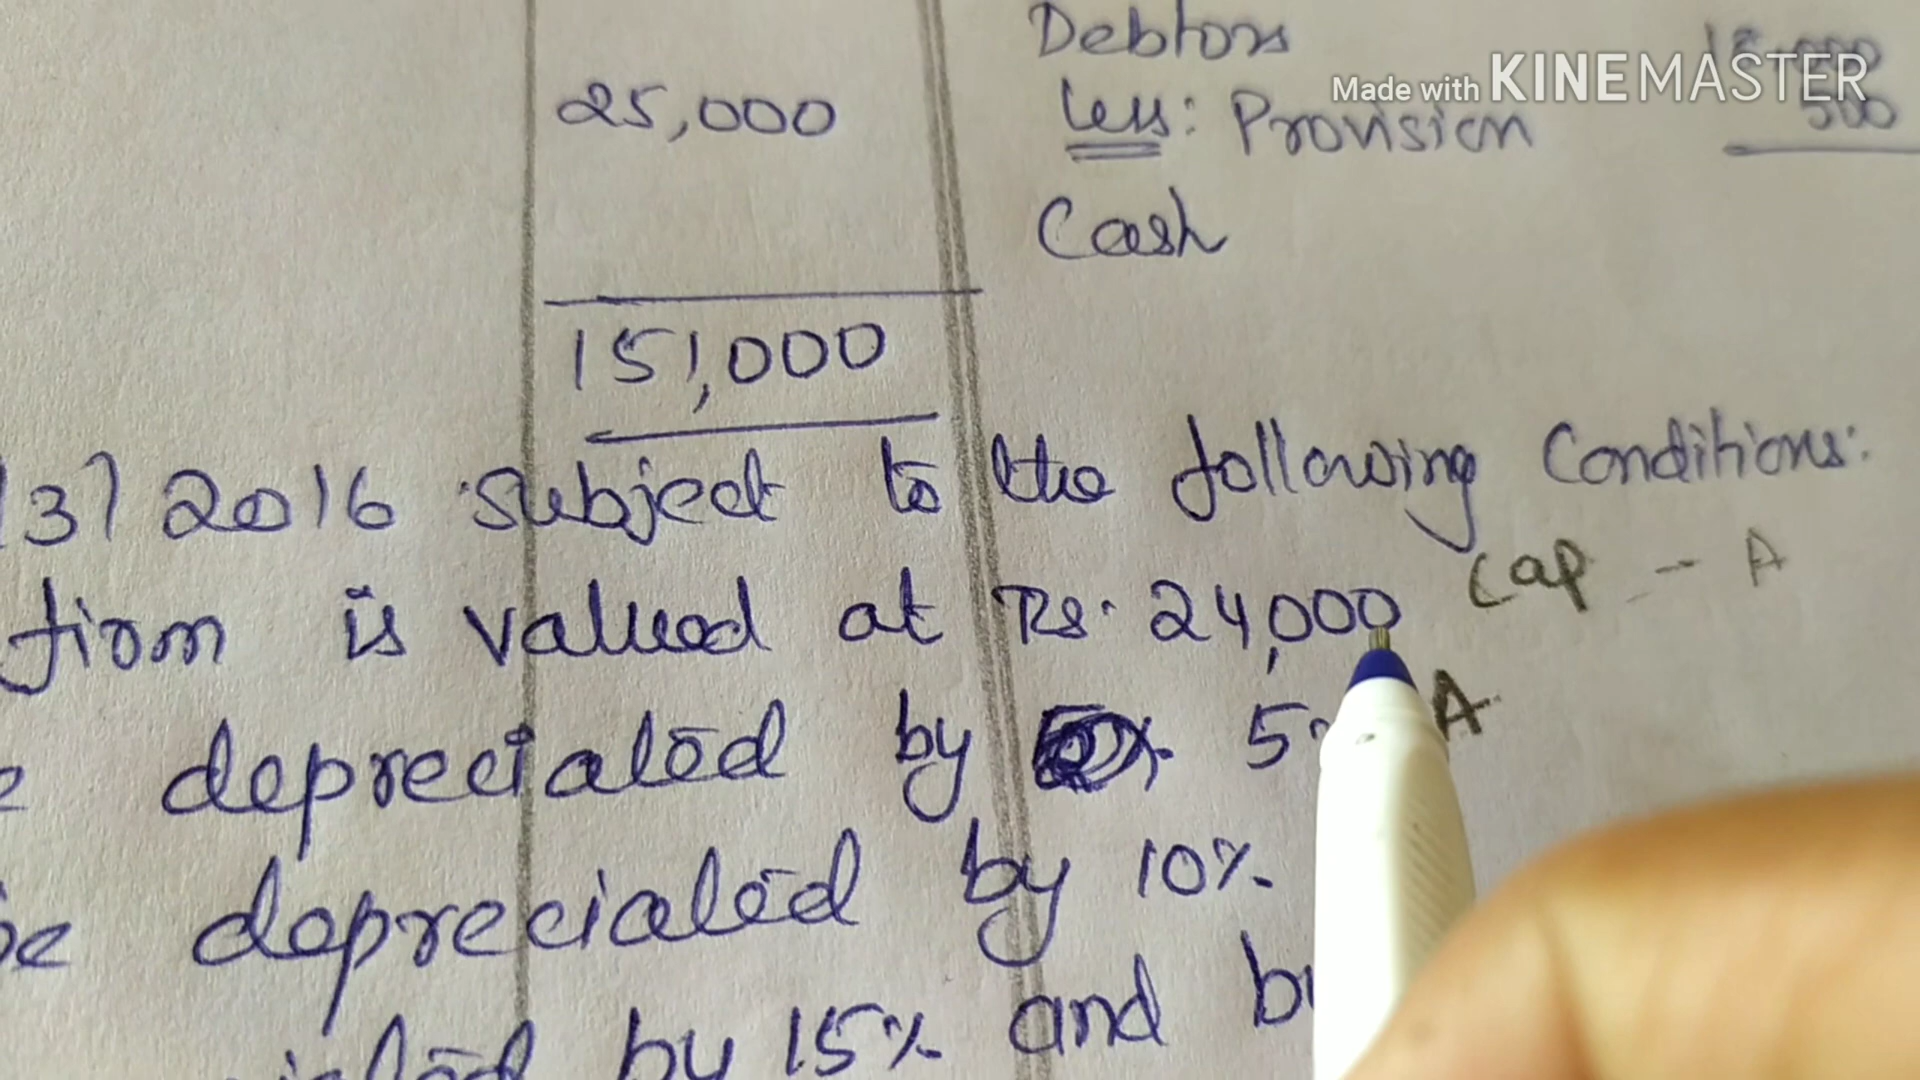 Debtors
25,000
Made with KINEMASTER
Less: Provision 500
Cash
151,000
2016 subject to the following Conditions:
Cap - A
firm is valued at Rs. 24,000
A
depreciated by 5
depreciated by 10%
by 15% and